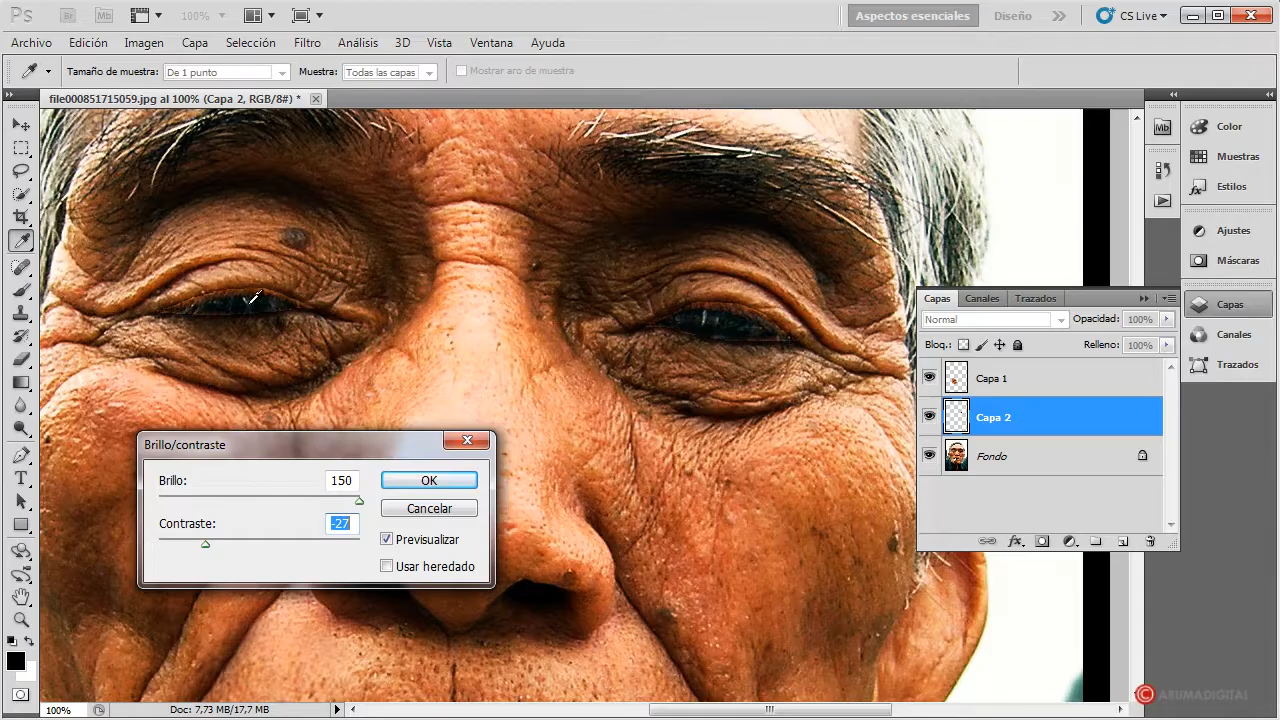 Ps Br Mb 100% Aspectos esenciales Diseño CS Live
Archivo Edición Imagen Capa Selección Filtro Análisis 3D Vista Ventana Ayuda
Tamaño de muestra: De 1 punto Muestra: Todas las capas Mostrar aro de muestra
file000851715059.jpg al 100% (Capa 2, RGB/8#) *
Mb
Color
Muestras
Estilos
Ajustes
Máscaras
Capas
Canales
Trazados
Capas Canales Trazados
Normal Opacidad: 100%
Bloq.: Relleno: 100%
Capa 1
Capa 2
Fondo
fx
Brillo/contraste
Brillo: 150 OK
Cancelar
Contraste: -27
Previsualizar
Usar heredado
T
100% Doc: 7,73 MB/17,7 MB
© ARUMADIGITAL